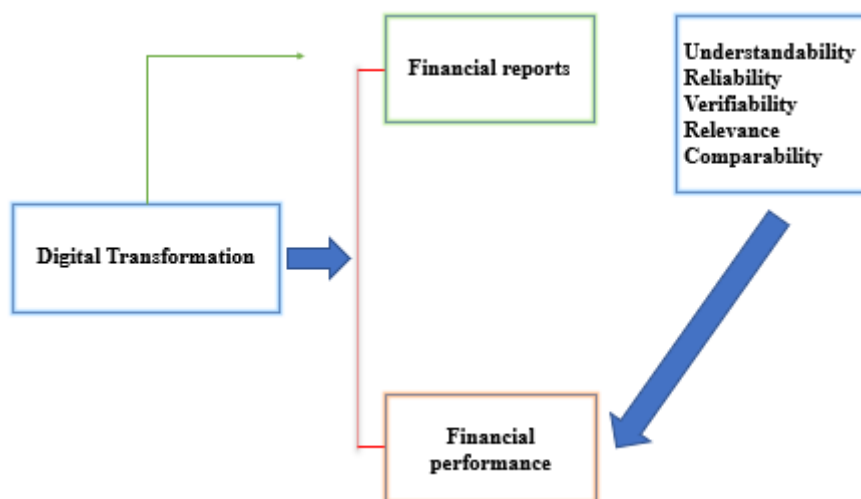 Financial reports
Understandability
Reliability
Verifiability
Relevance
Comparability
Digital Transformation
Financial
performance